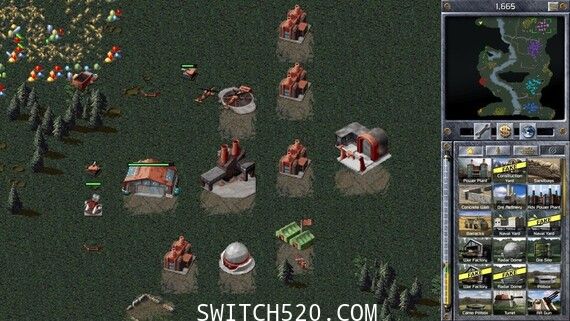 1,665
Power Plant
FAKE
Construction Yard
Sandbags
Concrete Wall
Ore Refinery
Adv Power Plant
Barracks
Naval Yard
FAKE
Naval Yard
War Factory
Radar Dome
Ore Silo
FAKE
War Factory
FAKE
Radar Dome
Pillbox
Camo Pillbox
Turret
AA Gun
SWITCH520.COM